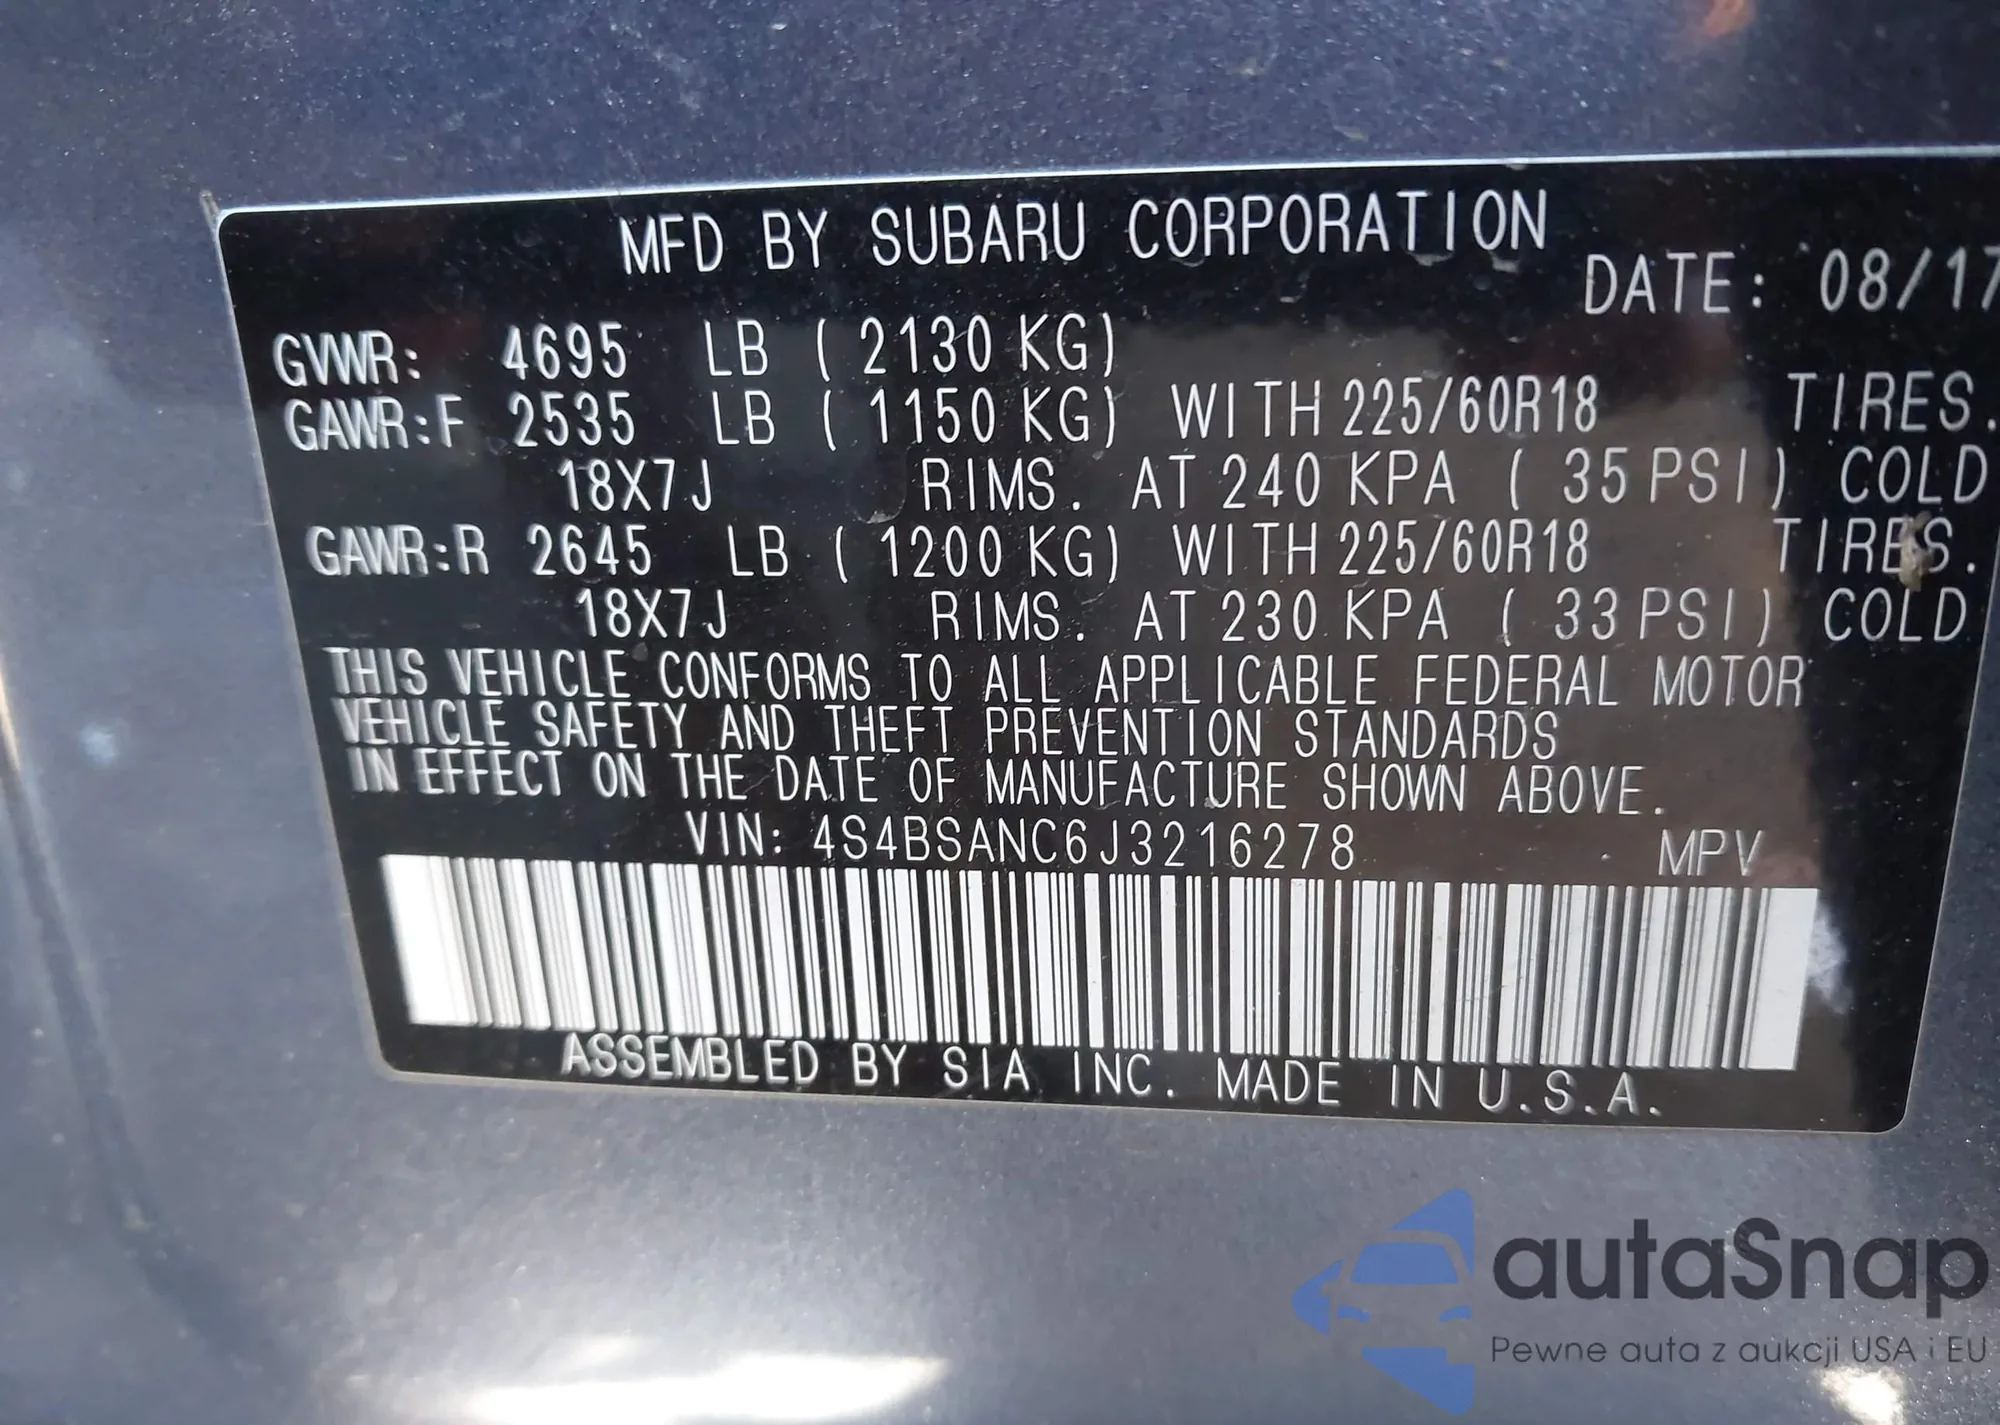 MFD BY SUBARU CORPORATION
DATE: 08/17
GVWR: 4695 LB ( 2130 KG)
GAWR:F 2535 LB ( 1150 KG) WITH 225/60R18 TIRES.
18X7J RIMS. AT 240 KPA ( 35 PSI) COLD
GAWR:R 2645 LB ( 1200 KG) WITH 225/60R18 TIRES.
18X7J RIMS. AT 230 KPA ( 33 PSI) COLD
THIS VEHICLE CONFORMS TO ALL APPLICABLE FEDERAL MOTOR
VEHICLE SAFETY AND THEFT PREVENTION STANDARDS
IN EFFECT ON THE DATE OF MANUFACTURE SHOWN ABOVE.
VIN: 4S4BSANC6J3216278 MPV
ASSEMBLED BY SIA INC. MADE IN U.S.A.
autaSnap
Pewne auta z aukcji USA i EU